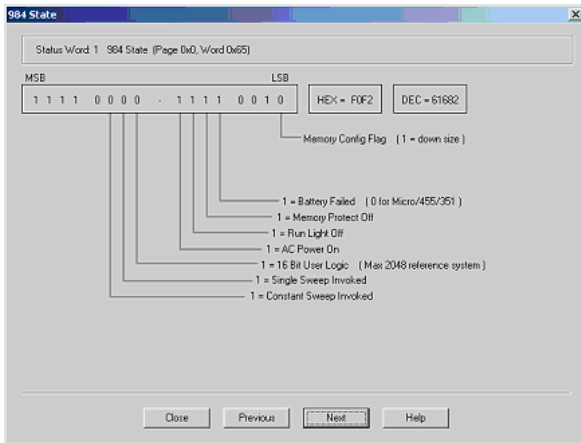 984 State
Status Word: 1 984 State (Page 0x0, Word 0x65)
MSB LSB
1 1 1 1 0 0 0 0 - 1 1 1 1 0 0 1 0 HEX = F0F2 DEC = 61682
Memory Config Flag ( 1 = down size )
1 = Battery Failed ( 0 for Micro/455/351 )
1 = Memory Protect Off
1 = Run Light Off
1 = AC Power On
1 = 16 Bit User Logic ( Max 2048 reference system )
1 = Single Sweep Invoked
1 = Constant Sweep Invoked
Close Previous Next Help